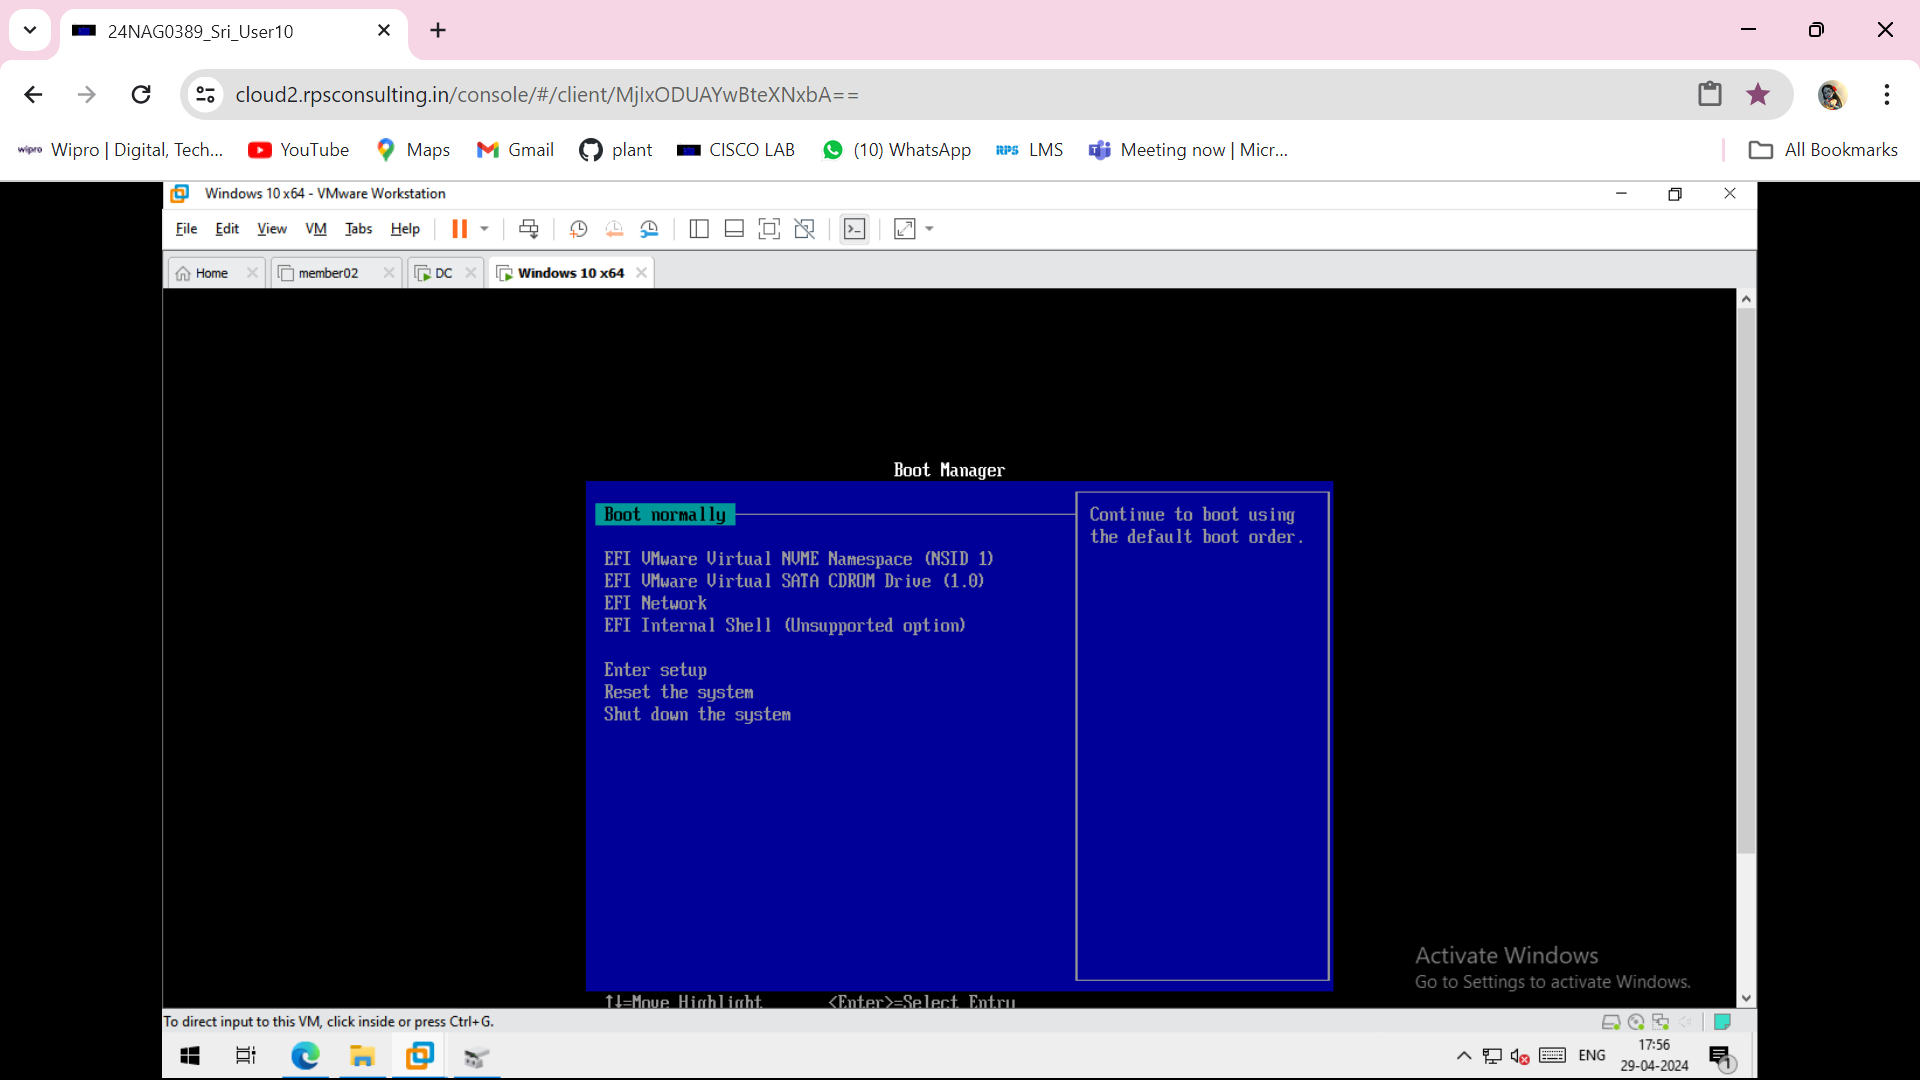 24NAG0389_Sri_User10
cloud2.rpsconsulting.in/console/#/client/MjIxODUAYwBteXNxbA==
wipro Wipro | Digital, Tech... YouTube Maps Gmail plant CISCO LAB (10) WhatsApp RPS LMS Meeting now | Micr... All Bookmarks
Windows 10 x64 - VMware Workstation
File Edit View VM Tabs Help
Home member02 DC Windows 10 x64
Boot Manager
Boot normally
Continue to boot using
the default boot order.
EFI VMware Virtual NVME Namespace (NSID 1)
EFI VMware Virtual SATA CDROM Drive (1.0)
EFI Network
EFI Internal Shell (Unsupported option)
Enter setup
Reset the system
Shut down the system
↑↓=Move Highlight <Enter>=Select Entry
Activate Windows
Go to Settings to activate Windows.
To direct input to this VM, click inside or press Ctrl+G.
ENG
17:56
29-04-2024
1